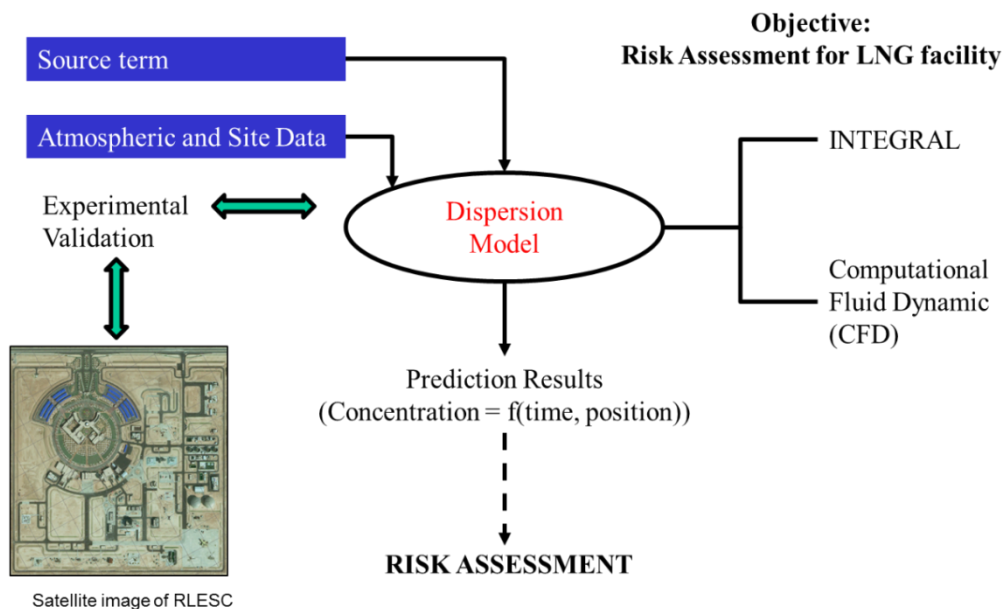 Objective:
Risk Assessment for LNG facility
Source term
Atmospheric and Site Data
Experimental
Validation
Dispersion
Model
INTEGRAL
Computational
Fluid Dynamic
(CFD)
Prediction Results
(Concentration = f(time, position))
RISK ASSESSMENT
Satellite image of RLESC